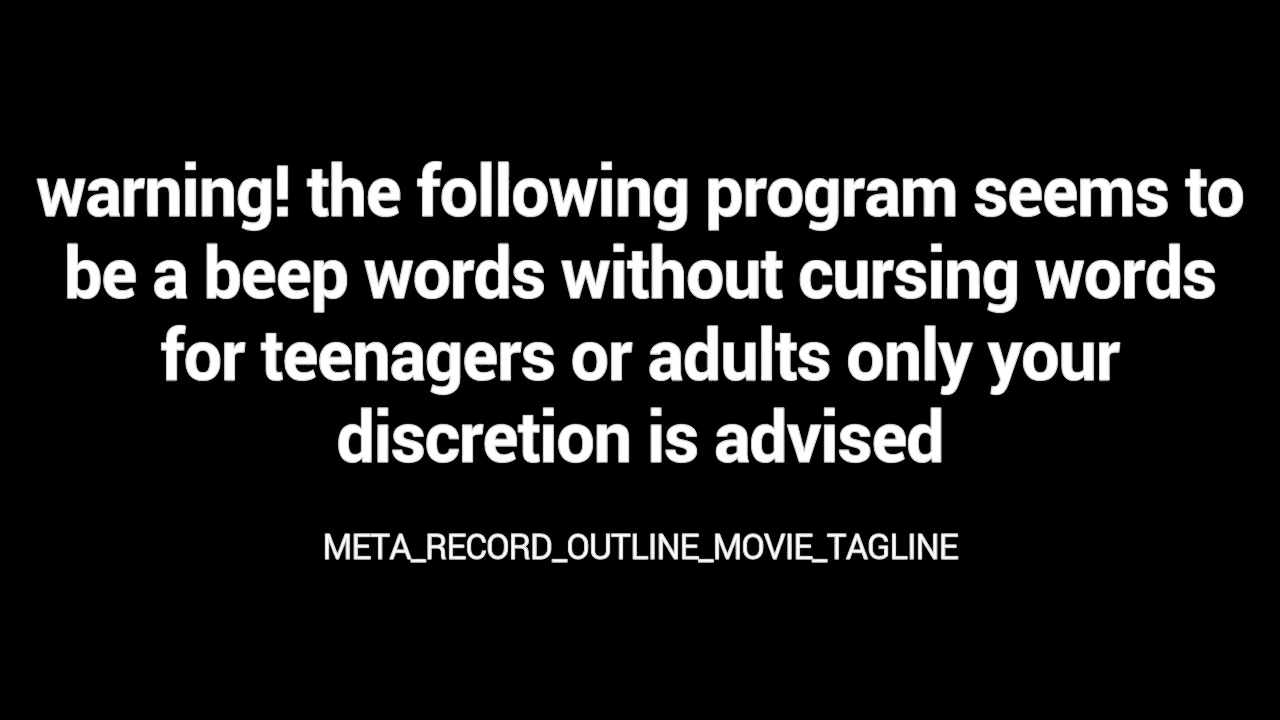 warning! the following program seems to
be a beep words without cursing words
for teenagers or adults only your
discretion is advised
META_RECORD_OUTLINE_MOVIE_TAGLINE